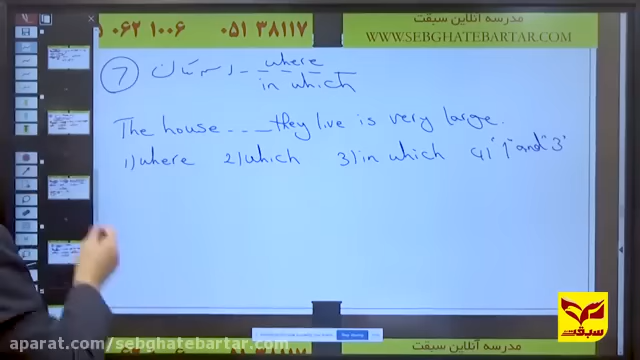 مدرسه آنلاین سبقت
۰۵۱ ۳۸۱۱۷
۰۶۲ ۱۰۰۶
WWW.SEBGHATEBARTAR.COM
7 where
in which
The house ---- they live is very large.
1) where 2) which 3) in which 4) "1" and "3"
سبقت
aparat.com/sebghatebartar.com
مدرسه آنلاین سبقت